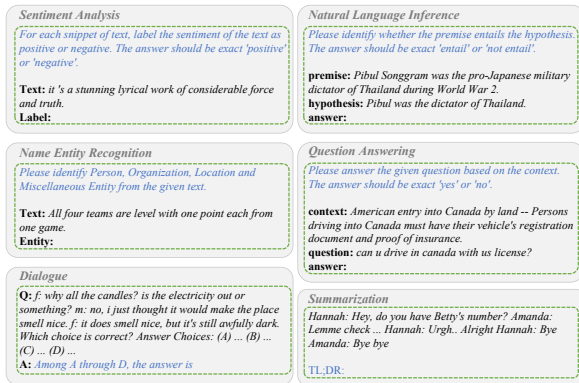 Sentiment Analysis
For each snippet of text, label the sentiment of the text as
positive or negative. The answer should be exact 'positive'
or 'negative'.
Text: it 's a stunning lyrical work of considerable force
and truth.
Label:
Name Entity Recognition
Please identify Person, Organization, Location and
Miscellaneous Entity from the given text.
Text: All four teams are level with one point each from
one game.
Entity:
Dialogue
Q: f: why all the candles? is the electricity out or
something? m: no, i just thought it would make the place
smell nice. f: it does smell nice, but it's still awfully dark.
Which choice is correct? Answer Choices: (A) ... (B) ...
(C) ... (D) ...
A: Among A through D, the answer is
Natural Language Inference
Please identify whether the premise entails the hypothesis.
The answer should be exact 'entail' or 'not entail'.
premise: Pibul Songgram was the pro-Japanese military
dictator of Thailand during World War 2.
hypothesis: Pibul was the dictator of Thailand.
answer:
Question Answering
Please answer the given question based on the context.
The answer should be exact 'yes' or 'no'.
context: American entry into Canada by land -- Persons
driving into Canada must have their vehicle's registration
document and proof of insurance.
question: can u drive in canada with us license?
answer:
Summarization
Hannah: Hey, do you have Betty's number? Amanda:
Lemme check ... Hannah: Urgh.. Alright Hannah: Bye
Amanda: Bye bye
TL;DR: